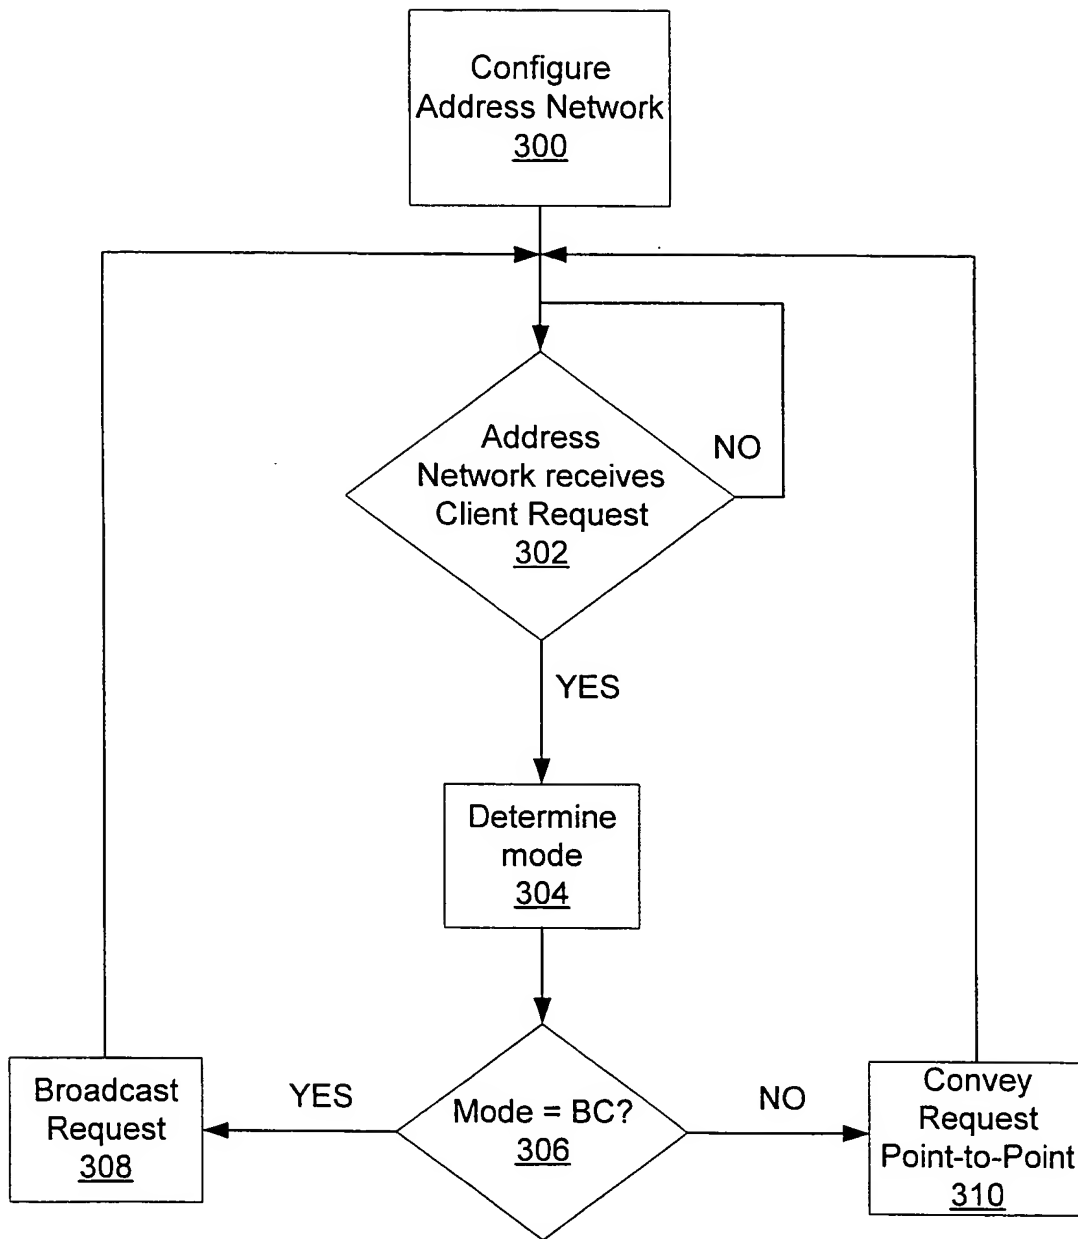 Configure
Address Network
300
Address
Network receives
Client Request
302
NO
YES
Determine
mode
304
Mode = BC?
306
YES
NO
Broadcast
Request
308
Convey
Request
Point-to-Point
310